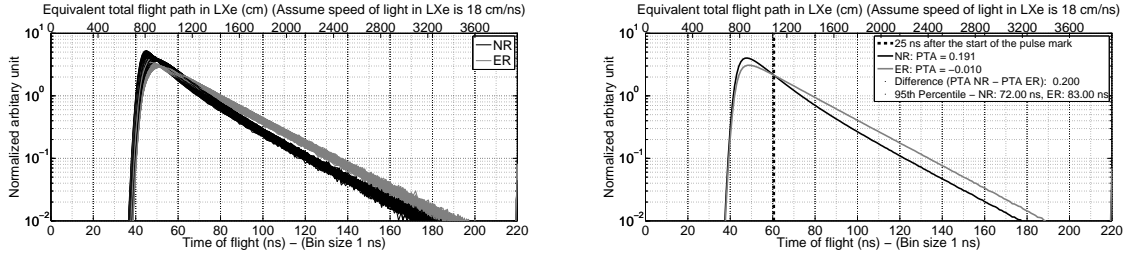 Equivalent total flight path in LXe (cm) (Assume speed of light in LXe is 18 cm/ns)
0 400 800 1200 1600 2000 2400 2800 3200 3600
10^1
10^0
10^-1
10^-2
Normalized arbitary unit
NR
ER
0 20 40 60 80 100 120 140 160 180 200 220
Time of flight (ns) − (Bin size 1 ns)
Equivalent total flight path in LXe (cm) (Assume speed of light in LXe is 18 cm/ns)
0 400 800 1200 1600 2000 2400 2800 3200 3600
10^1
10^0
10^-1
10^-2
Normalized arbitary unit
25 ns after the start of the pulse mark
NR: PTA = 0.191
ER: PTA = −0.010
Difference (PTA NR − PTA ER): 0.200
95th Percentile − NR: 72.00 ns, ER: 83.00 ns
0 20 40 60 80 100 120 140 160 180 200 220
Time of flight (ns) − (Bin size 1 ns)